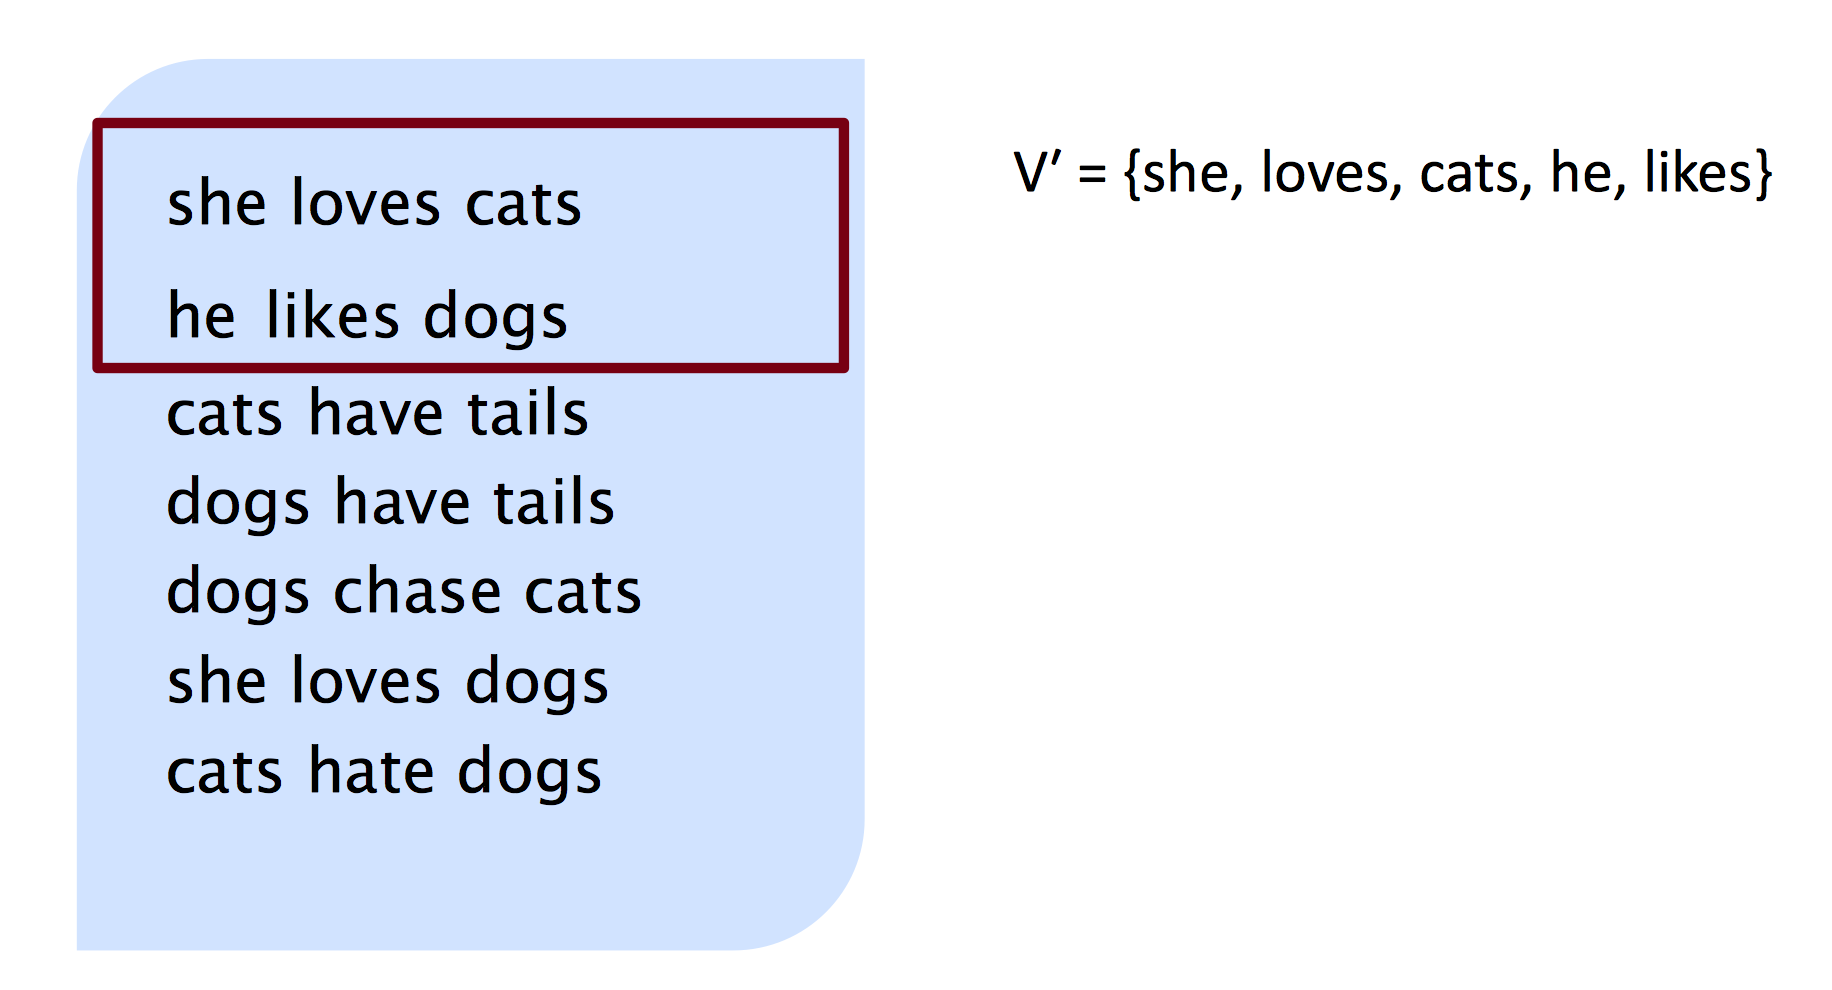 she loves cats
he likes dogs
cats have tails
dogs have tails
dogs chase cats
she loves dogs
cats hate dogs
V′ = {she, loves, cats, he, likes}